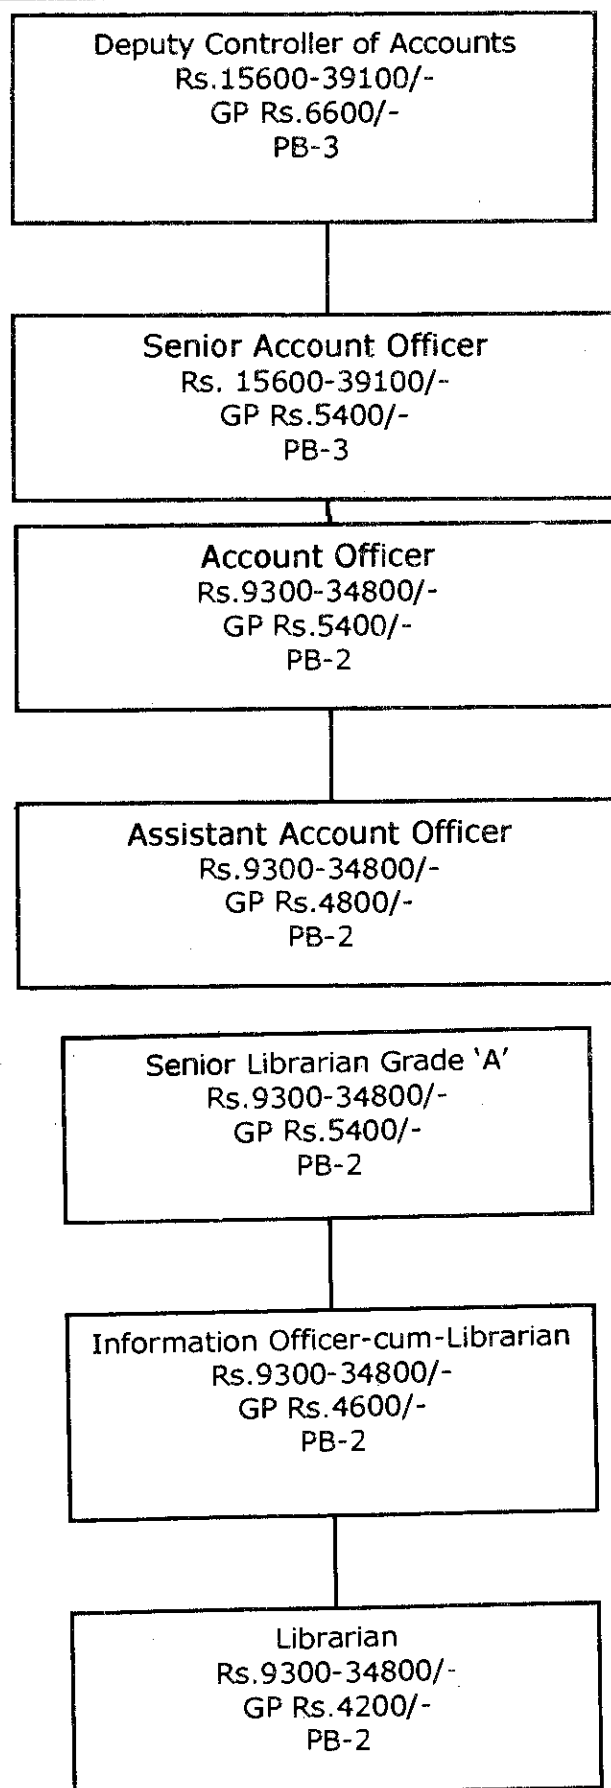 Deputy Controller of Accounts
Rs.15600-39100/-
GP Rs.6600/-
PB-3
Senior Account Officer
Rs. 15600-39100/-
GP Rs.5400/-
PB-3
Account Officer
Rs.9300-34800/-
GP Rs.5400/-
PB-2
Assistant Account Officer
Rs.9300-34800/-
GP Rs.4800/-
PB-2
Senior Librarian Grade 'A'
Rs.9300-34800/-
GP Rs.5400/-
PB-2
Information Officer-cum-Librarian
Rs.9300-34800/-
GP Rs.4600/-
PB-2
Librarian
Rs.9300-34800/-
GP Rs.4200/-
PB-2